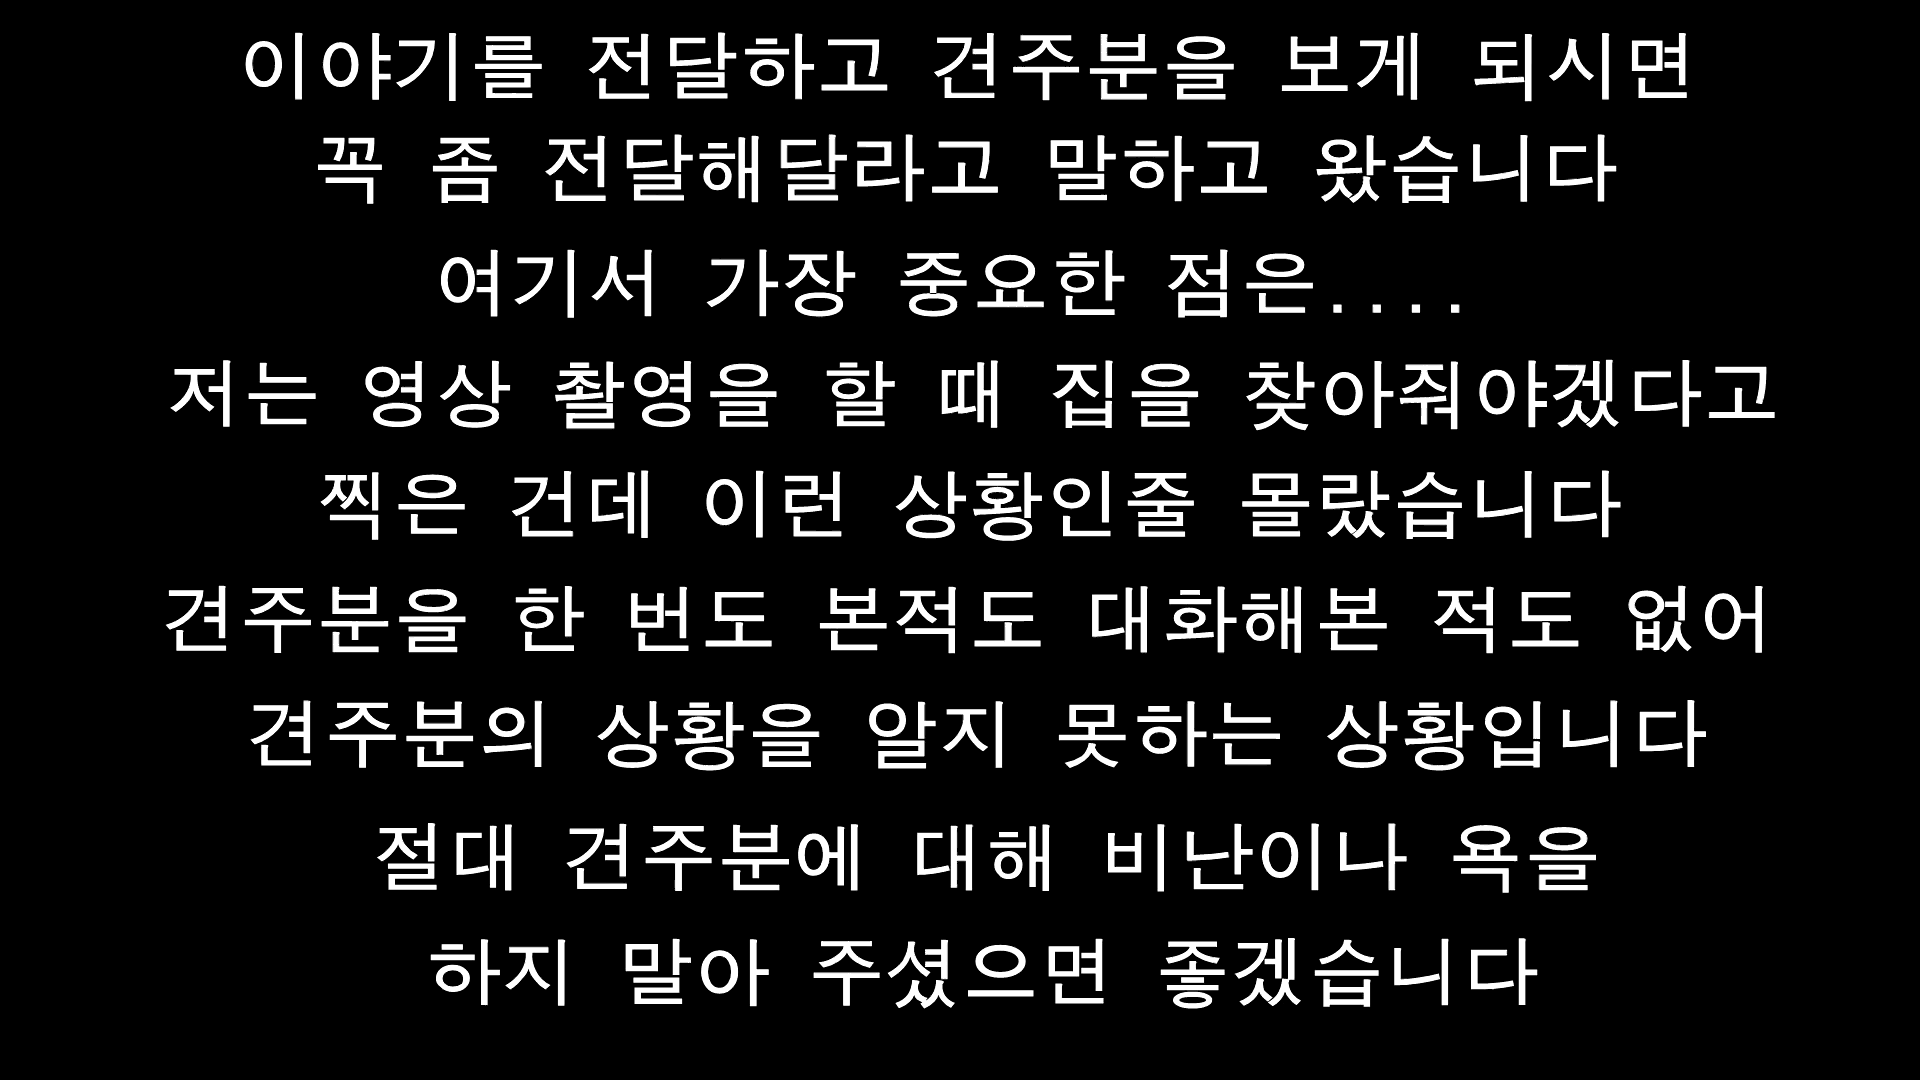 이야기를 전달하고 견주분을 보게 되시면
꼭 좀 전달해달라고 말하고 왔습니다
여기서 가장 중요한 점은....
저는 영상 촬영을 할 때 집을 찾아줘야겠다고
찍은 건데 이런 상황인줄 몰랐습니다
견주분을 한 번도 본적도 대화해본 적도 없어
견주분의 상황을 알지 못하는 상황입니다
절대 견주분에 대해 비난이나 욕을
하지 말아 주셨으면 좋겠습니다